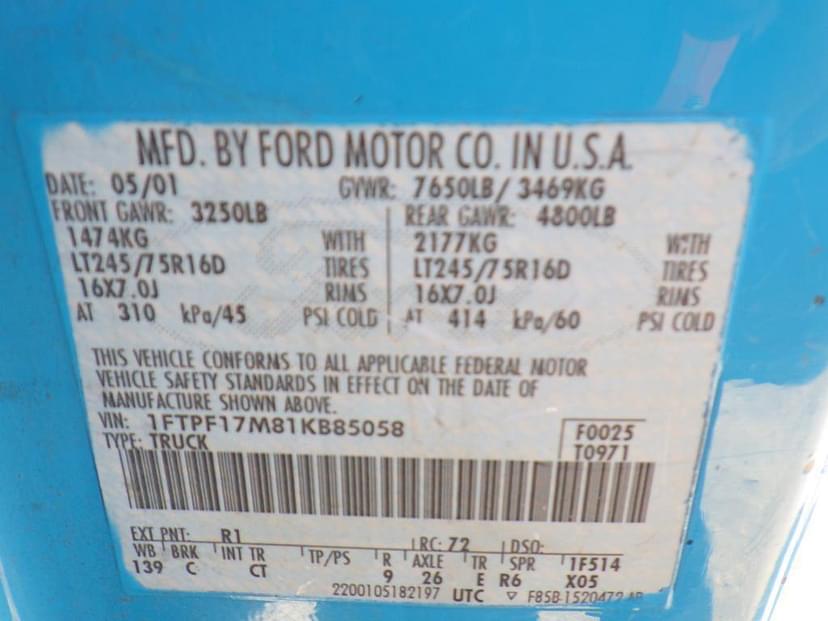 MFD. BY FORD MOTOR CO. IN U.S.A.
DATE: 05/01 GVWR: 7650LB/ 3469KG
FRONT GAWR: 3250LB REAR GAWR: 4800LB
1474KG WITH 2177KG WITH
LT245/75R16D TIRES LT245/75R16D TIRES
16X7.0J RIMS 16X7.0J RIMS
AT 310 kPa/45 PSI COLD AT 414 kPa/60 PSI COLD
THIS VEHICLE CONFORMS TO ALL APPLICABLE FEDERAL MOTOR
VEHICLE SAFETY STANDARDS IN EFFECT ON THE DATE OF
MANUFACTURE SHOWN ABOVE.
VIN: 1FTPF17M81KB85058 F0025
TYPE: TRUCK T0971
EXT PNT: R1 RC: 72 DSO:
WB BRK INT TR TP/PS R AXLE TR SPR 1F514
139 C CT 9 26 E R6 X05
2200105182197 UTC ▽ F85B-1520472-AB